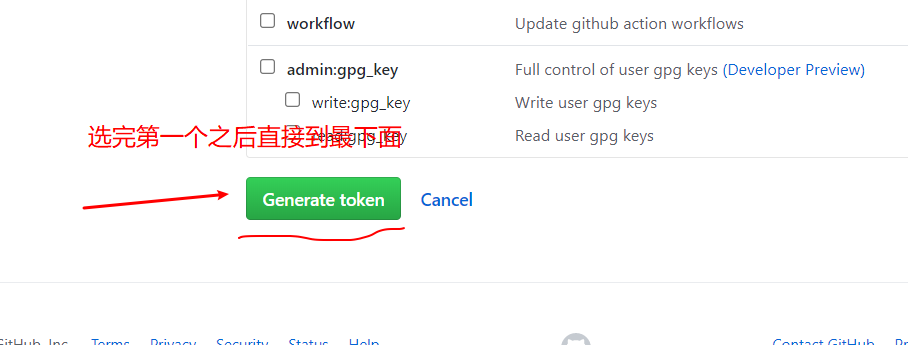 workflow Update github action workflows
admin:gpg_key Full control of user gpg keys (Developer Preview)
write:gpg_key Write user gpg keys
选完第一个之后直接到最下面
read:gpg_key Read user gpg keys
Generate token Cancel
GitHub, Inc. Terms Privacy Security Status Help Contact GitHub